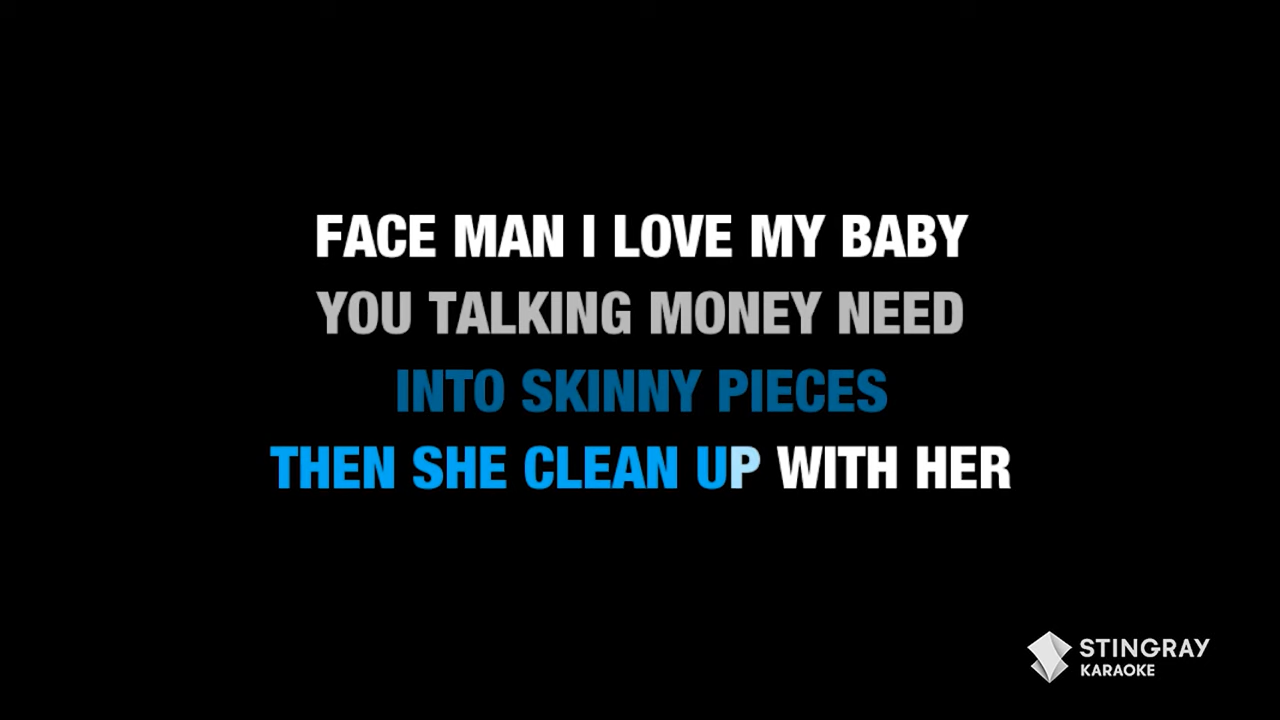 FACE MAN I LOVE MY BABY
YOU TALKING MONEY NEED
INTO SKINNY PIECES
THEN SHE CLEAN UP WITH HER
STINGRAY
KARAOKE